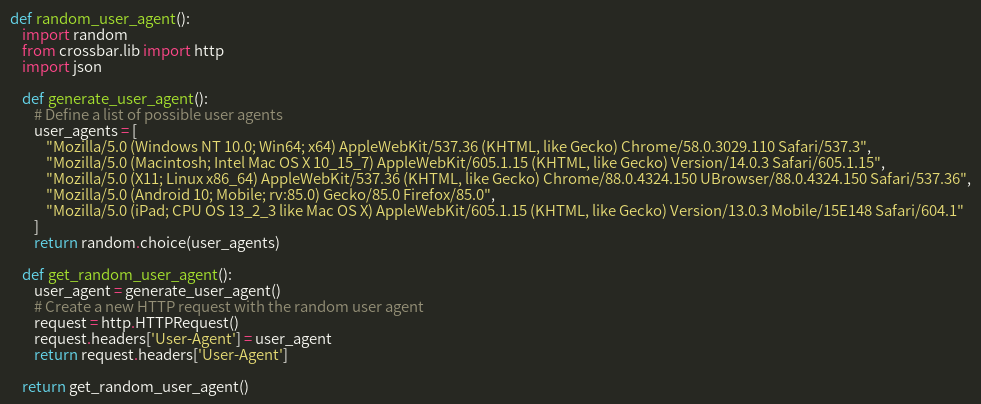 def random_user_agent():
    import random
    from crossbar.lib import http
    import json

    def generate_user_agent():
        # Define a list of possible user agents
        user_agents = [
            "Mozilla/5.0 (Windows NT 10.0; Win64; x64) AppleWebKit/537.36 (KHTML, like Gecko) Chrome/58.0.3029.110 Safari/537.3",
            "Mozilla/5.0 (Macintosh; Intel Mac OS X 10_15_7) AppleWebKit/605.1.15 (KHTML, like Gecko) Version/14.0.3 Safari/605.1.15",
            "Mozilla/5.0 (X11; Linux x86_64) AppleWebKit/537.36 (KHTML, like Gecko) Chrome/88.0.4324.150 UBrowser/88.0.4324.150 Safari/537.36",
            "Mozilla/5.0 (Android 10; Mobile; rv:85.0) Gecko/85.0 Firefox/85.0",
            "Mozilla/5.0 (iPad; CPU OS 13_2_3 like Mac OS X) AppleWebKit/605.1.15 (KHTML, like Gecko) Version/13.0.3 Mobile/15E148 Safari/604.1"
        ]
        return random.choice(user_agents)

    def get_random_user_agent():
        user_agent = generate_user_agent()
        # Create a new HTTP request with the random user agent
        request = http.HTTPRequest()
        request.headers['User-Agent'] = user_agent
        return request.headers['User-Agent']

    return get_random_user_agent()